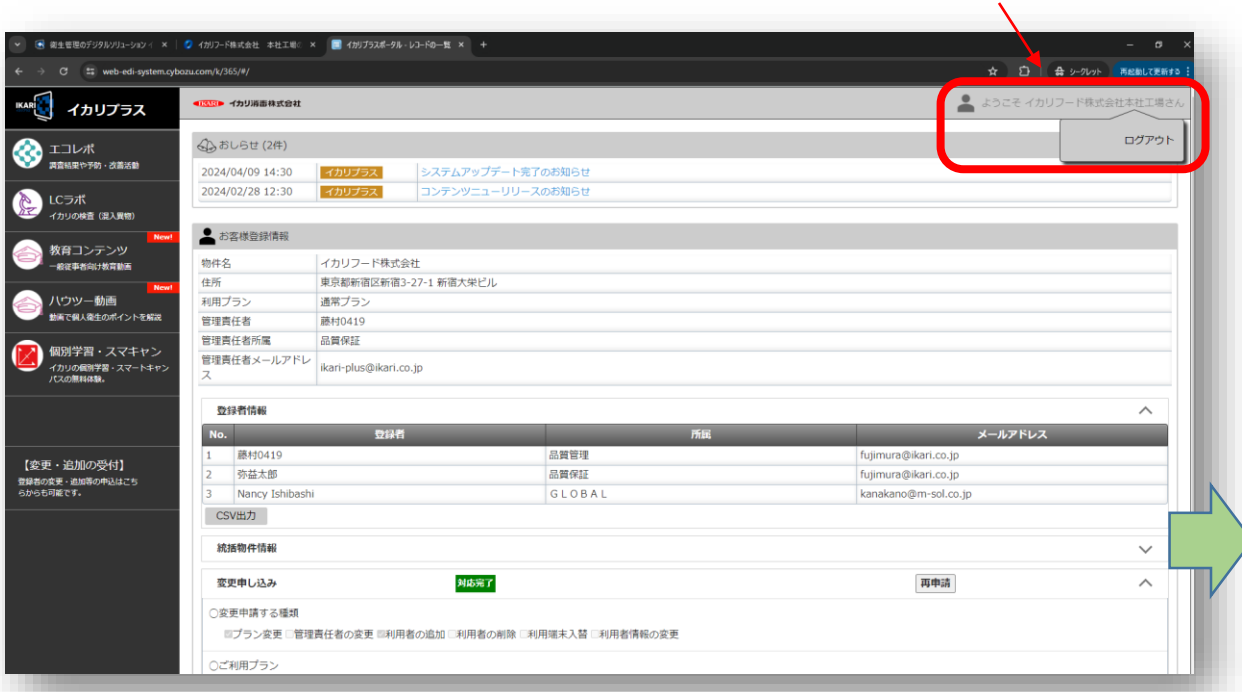 衛生管理のデジタルソリューション
イカリフード株式会社 本社工場
イカリプラスポータル - レコードの一覧
web-edi-system.cybozu.com/k/365/#/
シークレット
再起動して更新する
IKARI イカリプラス
IKARI イカリ消毒株式会社
ようこそ イカリフード株式会社本社工場さん
ログアウト
エコレポ
調査結果や予防・改善活動
LCラボ
イカリの検査（混入異物）
New!
教育コンテンツ
一般従事者向け教育動画
New!
ハウツー動画
動画で個人衛生のポイントを解説
個別学習・スマキャン
イカリの個別学習・スマートキャン
パスの無料体験。
【変更・追加の受付】
登録者の変更・追加等の申込はこち
らからも可能です。
おしらせ (2件)
2024/04/09 14:30 イカリプラス システムアップデート完了のお知らせ
2024/02/28 12:30 イカリプラス コンテンツニューリリースのお知らせ
お客様登録情報
物件名 イカリフード株式会社
住所 東京都新宿区新宿3-27-1 新宿大栄ビル
利用プラン 通常プラン
管理責任者 藤村0419
管理責任者所属 品質保証
管理責任者メールアドレ
ス
ikari-plus@ikari.co.jp
登録者情報
No. 登録者 所属 メールアドレス
1 藤村0419 品質管理 fujimura@ikari.co.jp
2 弥益太郎 品質保証 fujimura@ikari.co.jp
3 Nancy Ishibashi ＧＬＯＢＡＬ kanakano@m-sol.co.jp
CSV出力
統括物件情報
変更申し込み 対応完了 再申請
○変更申請する種類
プラン変更 管理責任者の変更 利用者の追加 利用者の削除 利用端末入替 利用者情報の変更
○ご利用プラン